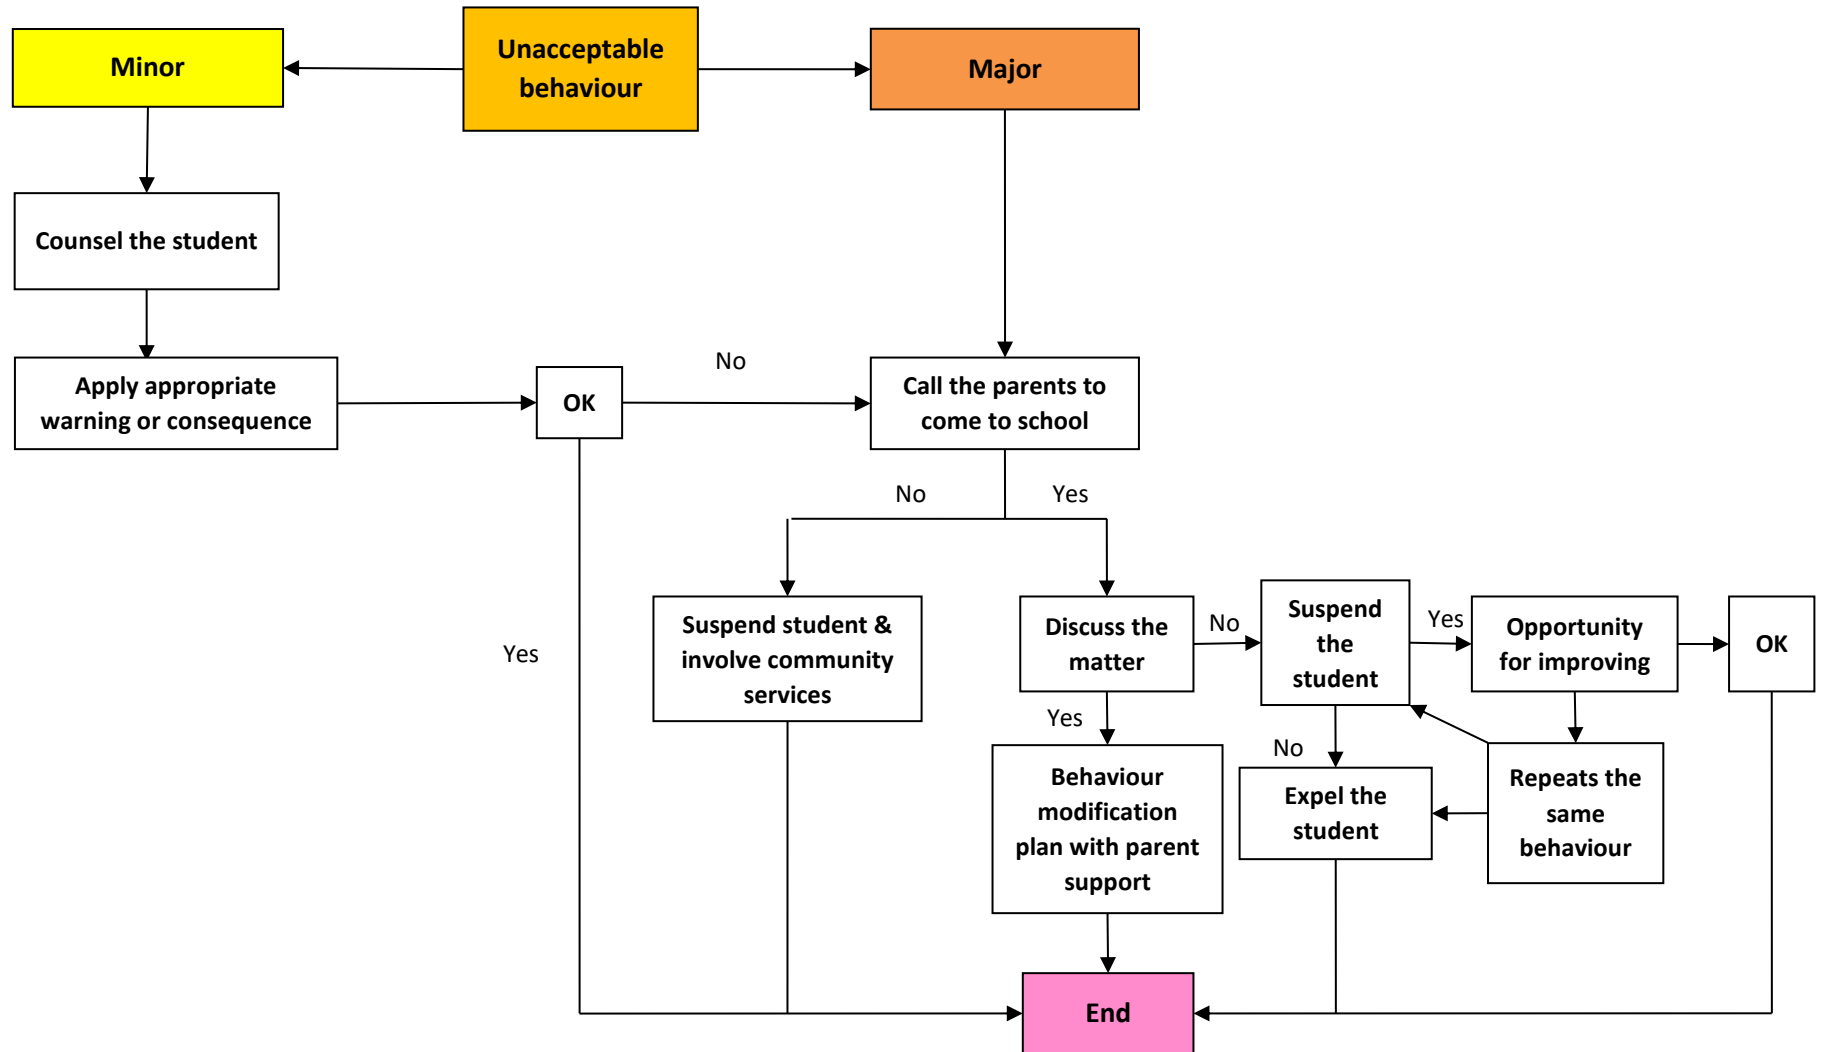 Minor
Unacceptable
behaviour
Major
Counsel the student
Apply appropriate
warning or consequence
OK
No
Call the parents to
come to school
No
Yes
Yes
Suspend student &
involve community
services
Discuss the
matter
No
Suspend
the
student
Yes
Opportunity
for improving
OK
Yes
Behaviour
modification
plan with parent
support
No
Expel the
student
Repeats the
same
behaviour
End